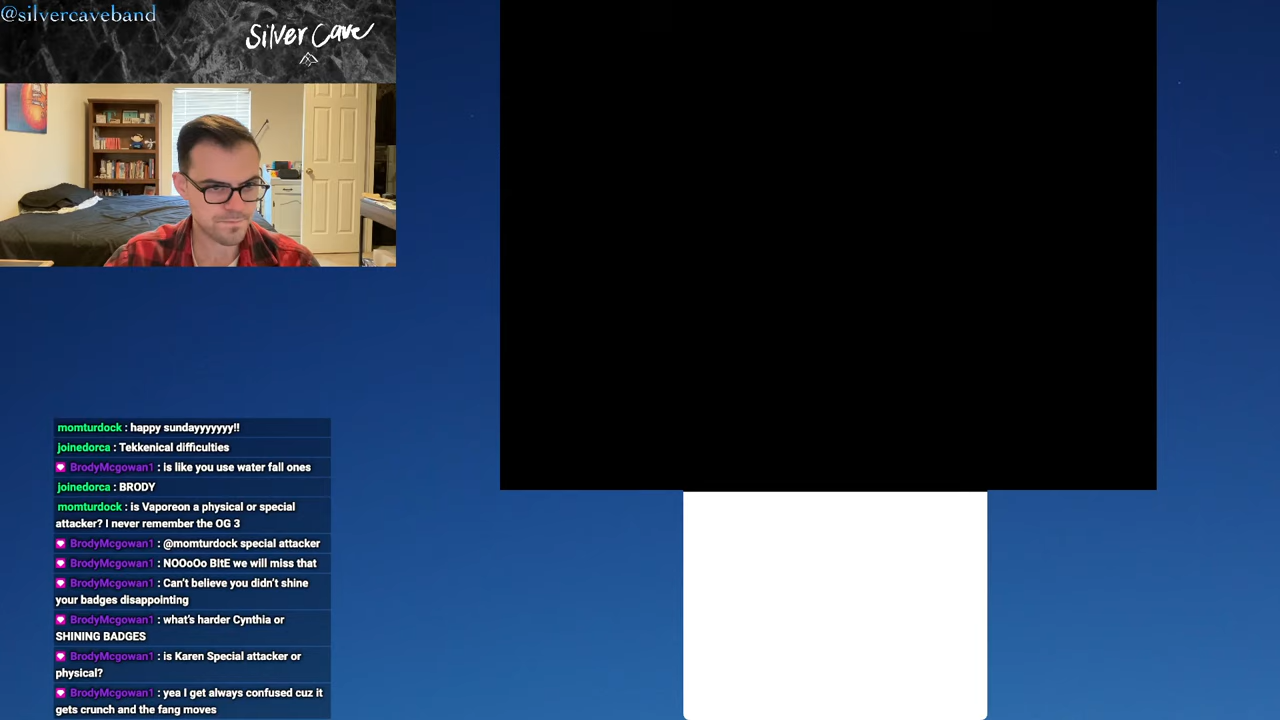 @silvercaveband
Silver Cave
momturdock : happy sundayyyyyyy!!
joinedorca : Tekkenical difficulties
BrodyMcgowan1 : is like you use water fall ones
joinedorca : BRODY
momturdock : is Vaporeon a physical or special
attacker? I never remember the OG 3
BrodyMcgowan1 : @momturdock special attacker
BrodyMcgowan1 : NOOoOo BItE we will miss that
BrodyMcgowan1 : Can't believe you didn't shine
your badges disappointing
BrodyMcgowan1 : what's harder Cynthia or
SHINING BADGES
BrodyMcgowan1 : is Karen Special attacker or
physical?
BrodyMcgowan1 : yea I get always confused cuz it
gets crunch and the fang moves